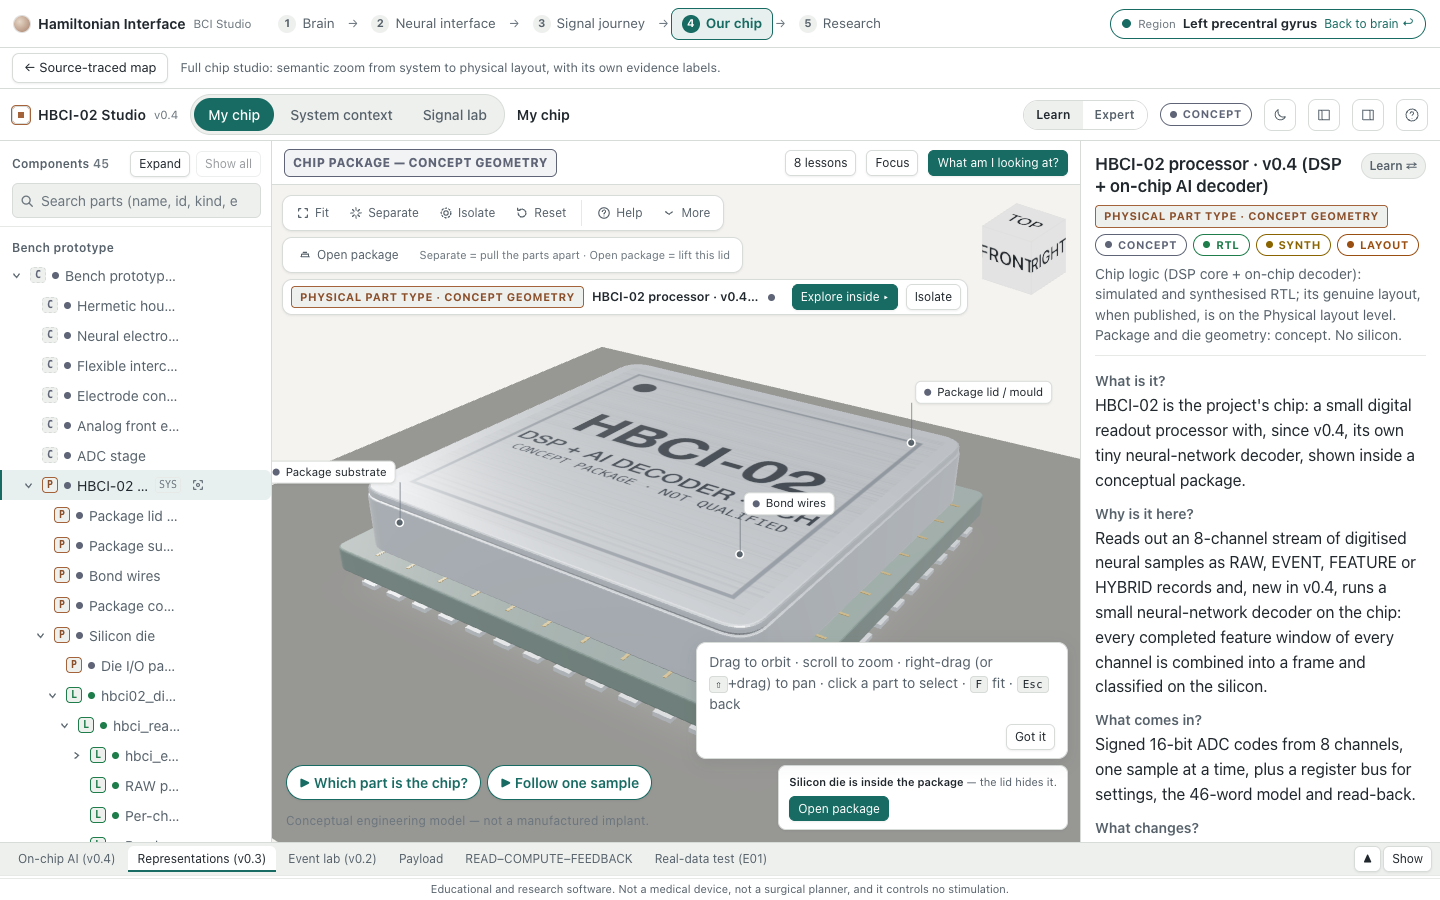 Hamiltonian Interface BCI Studio 1 Brain → 2 Neural interface → 3 Signal journey → 4 Our chip → 5 Research Region Left precentral gyrus Back to brain ↩
← Source-traced map Full chip studio: semantic zoom from system to physical layout, with its own evidence labels.
HBCI-02 Studio v0.4 My chip System context Signal lab My chip Learn Expert CONCEPT
Components 45 Expand Show all
Search parts (name, id, kind, e
Bench prototype
C Bench prototyp...
C Hermetic hou...
C Neural electro...
C Flexible interc...
C Electrode con...
C Analog front e...
C ADC stage
P HBCI-02 ... SYS
P Package lid ...
P Package su...
P Bond wires
P Package co...
P Silicon die
P Die I/O pa...
L hbci02_di...
L hbci_rea...
L hbci_e...
L RAW p...
L Per-ch...
CHIP PACKAGE — CONCEPT GEOMETRY 8 lessons Focus What am I looking at?
Fit Separate Isolate Reset Help More
Open package Separate = pull the parts apart · Open package = lift this lid
PHYSICAL PART TYPE · CONCEPT GEOMETRY HBCI-02 processor · v0.4... Explore inside ▸ Isolate
TOP
FRONT RIGHT
Package lid / mould
Package substrate
Bond wires
HBCI-02
DSP + AI DECODER
CONCEPT PACKAGE · NOT QUALIFIED
Drag to orbit · scroll to zoom · right-drag (or
⇧+drag) to pan · click a part to select · F fit · Esc
back
Got it
▶ Which part is the chip? ▶ Follow one sample
Silicon die is inside the package — the lid hides it.
Open package
Conceptual engineering model — not a manufactured implant.
HBCI-02 processor · v0.4 (DSP
+ on-chip AI decoder)
Learn ⇄
PHYSICAL PART TYPE · CONCEPT GEOMETRY
CONCEPT RTL SYNTH LAYOUT
Chip logic (DSP core + on-chip decoder):
simulated and synthesised RTL; its genuine layout,
when published, is on the Physical layout level.
Package and die geometry: concept. No silicon.
What is it?
HBCI-02 is the project's chip: a small digital
readout processor with, since v0.4, its own
tiny neural-network decoder, shown inside a
conceptual package.
Why is it here?
Reads out an 8-channel stream of digitised
neural samples as RAW, EVENT, FEATURE or
HYBRID records and, new in v0.4, runs a
small neural-network decoder on the chip:
every completed feature window of every
channel is combined into a frame and
classified on the silicon.
What comes in?
Signed 16-bit ADC codes from 8 channels,
one sample at a time, plus a register bus for
settings, the 46-word model and read-back.
What changes?
On-chip AI (v0.4) Representations (v0.3) Event lab (v0.2) Payload READ–COMPUTE–FEEDBACK Real-data test (E01) ▲ Show
Educational and research software. Not a medical device, not a surgical planner, and it controls no stimulation.